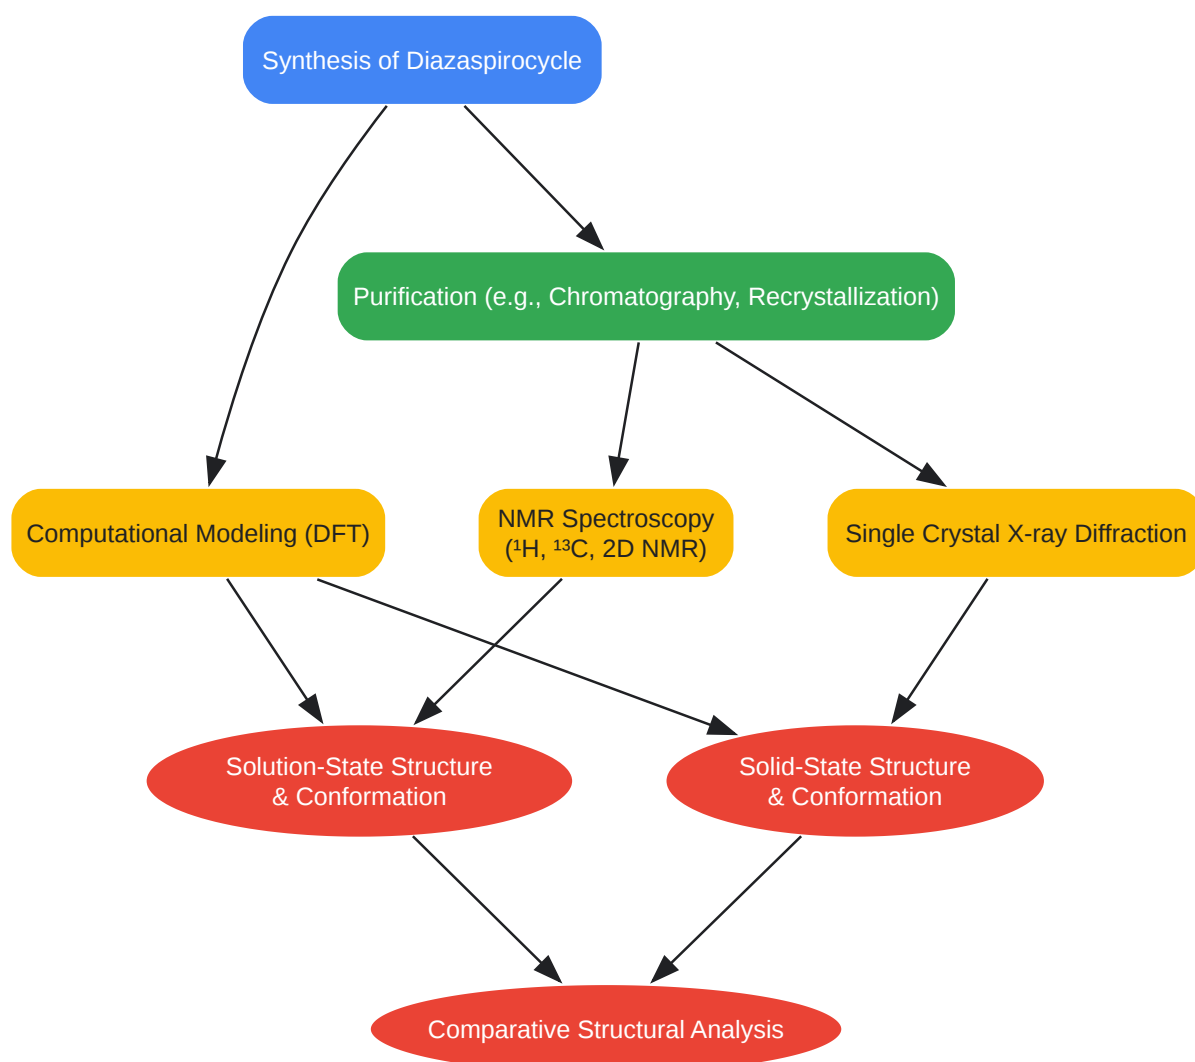 Synthesis of Diazaspirocycle
Purification (e.g., Chromatography, Recrystallization)
Computational Modeling (DFT)
NMR Spectroscopy
(¹H, ¹³C, 2D NMR)
Single Crystal X-ray Diffraction
Solution-State Structure
& Conformation
Solid-State Structure
& Conformation
Comparative Structural Analysis